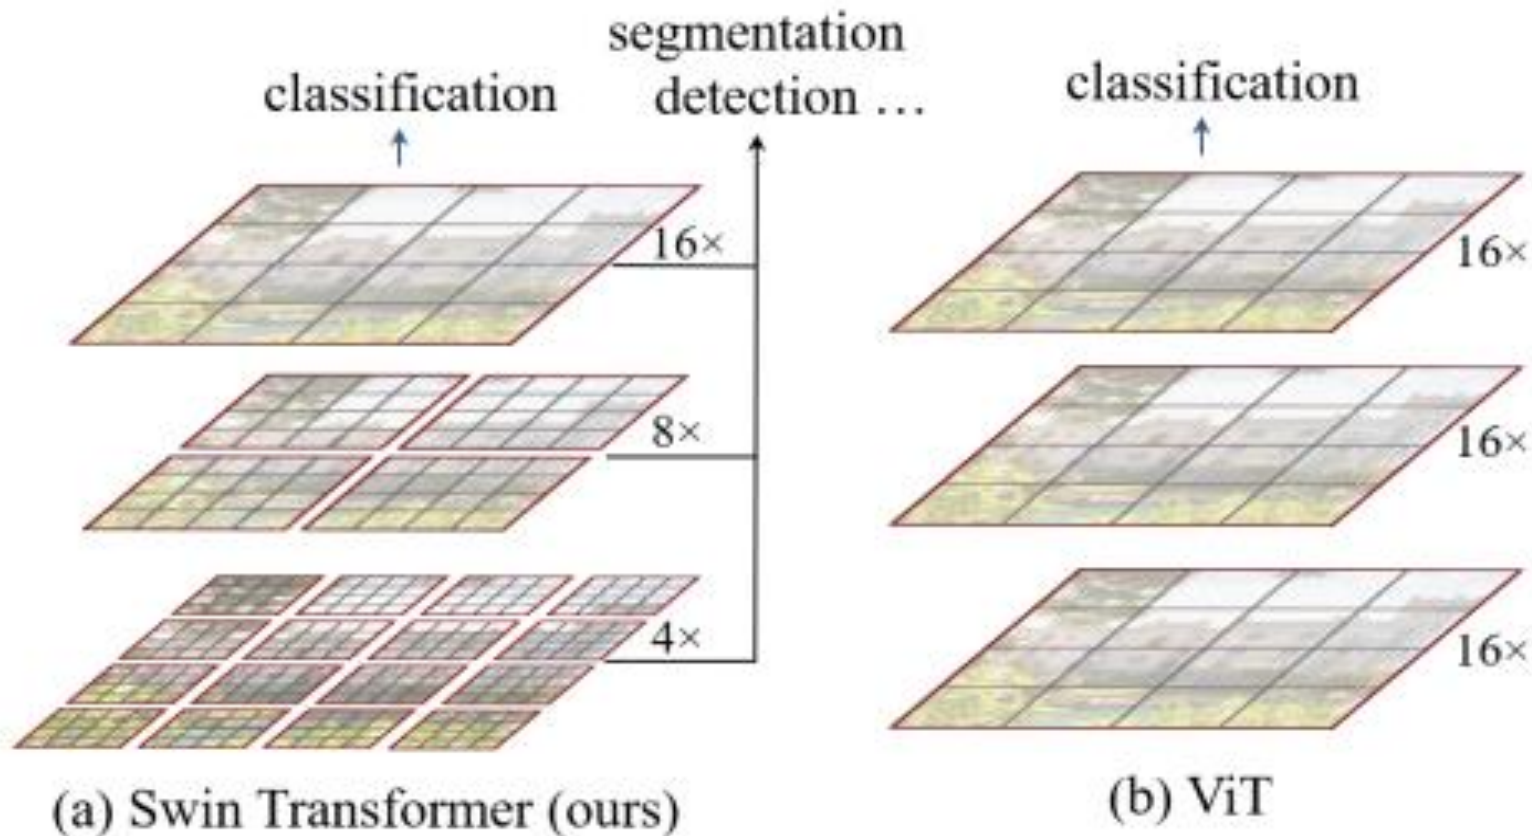 segmentation
detection …
classification
16×
8×
4×
(a) Swin Transformer (ours)
classification
16×
16×
16×
(b) ViT